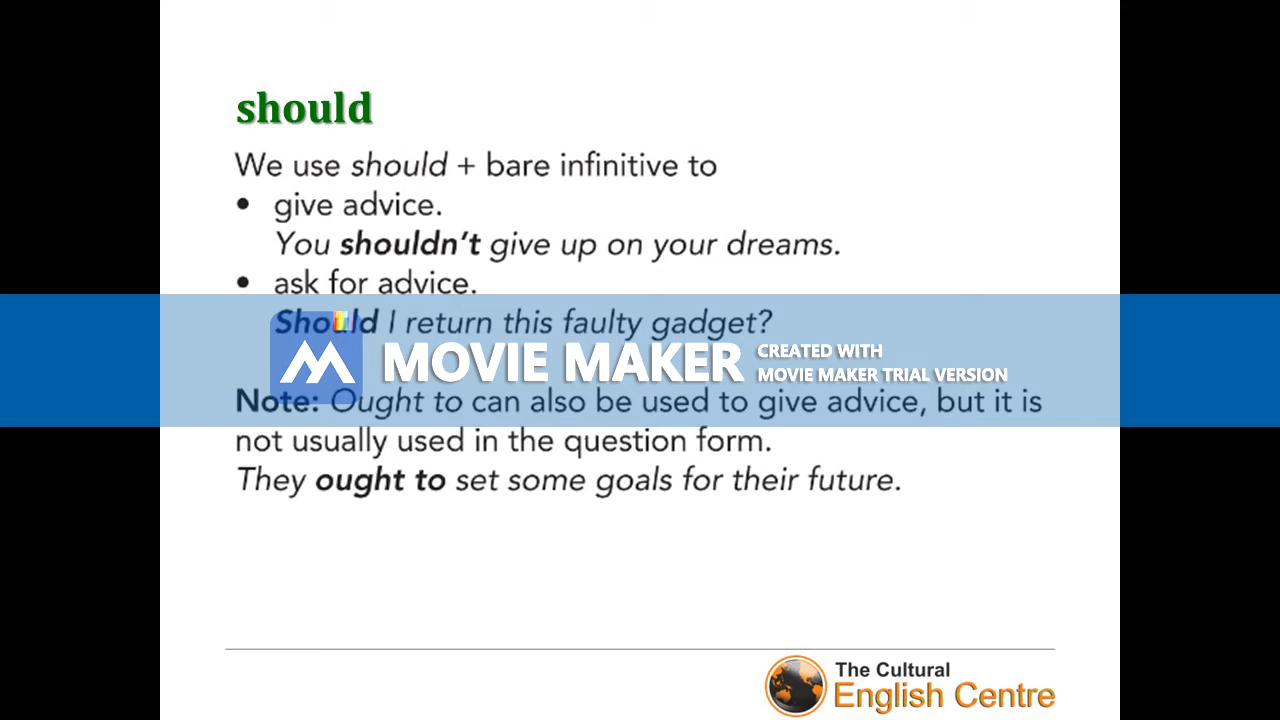 should
We use should + bare infinitive to
• give advice.
You shouldn't give up on your dreams.
• ask for advice.
Should I return this faulty gadget?
MOVIE MAKER
CREATED WITH
MOVIE MAKER TRIAL VERSION
Note: Ought to can also be used to give advice, but it is
not usually used in the question form.
They ought to set some goals for their future.
The Cultural
English Centre